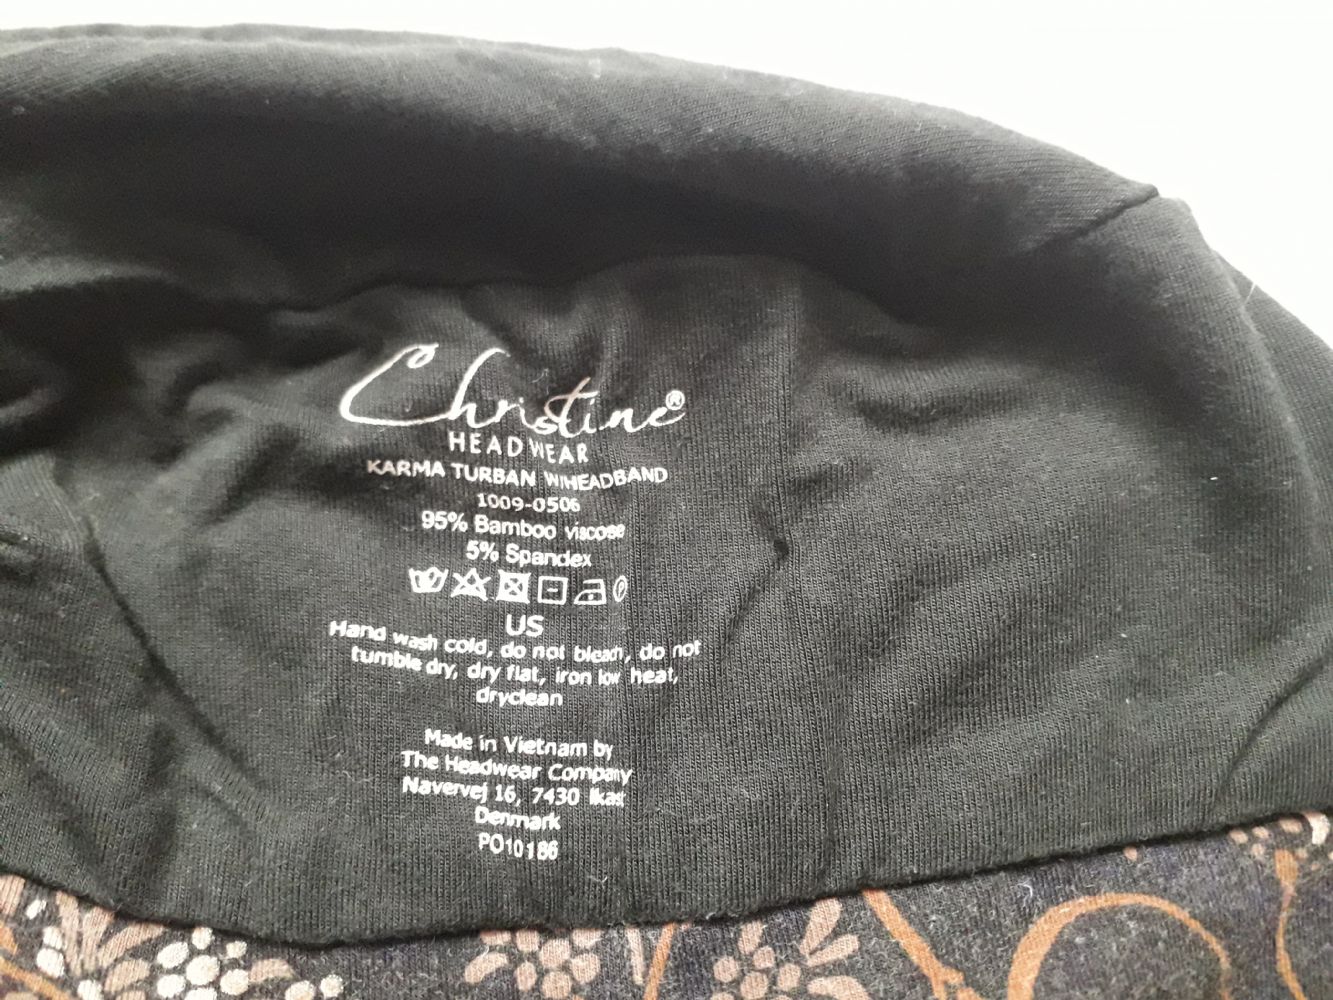 Christine®
HEADWEAR
KARMA TURBAN W/HEADBAND
1009-0506
95% Bamboo viscose
5% Spandex
US
Hand wash cold, do not bleach, do not
tumble dry, dry flat, iron low heat,
dryclean
Made in Vietnam by
The Headwear Company
Navervej 16, 7430 Ikast
Denmark
PO10186